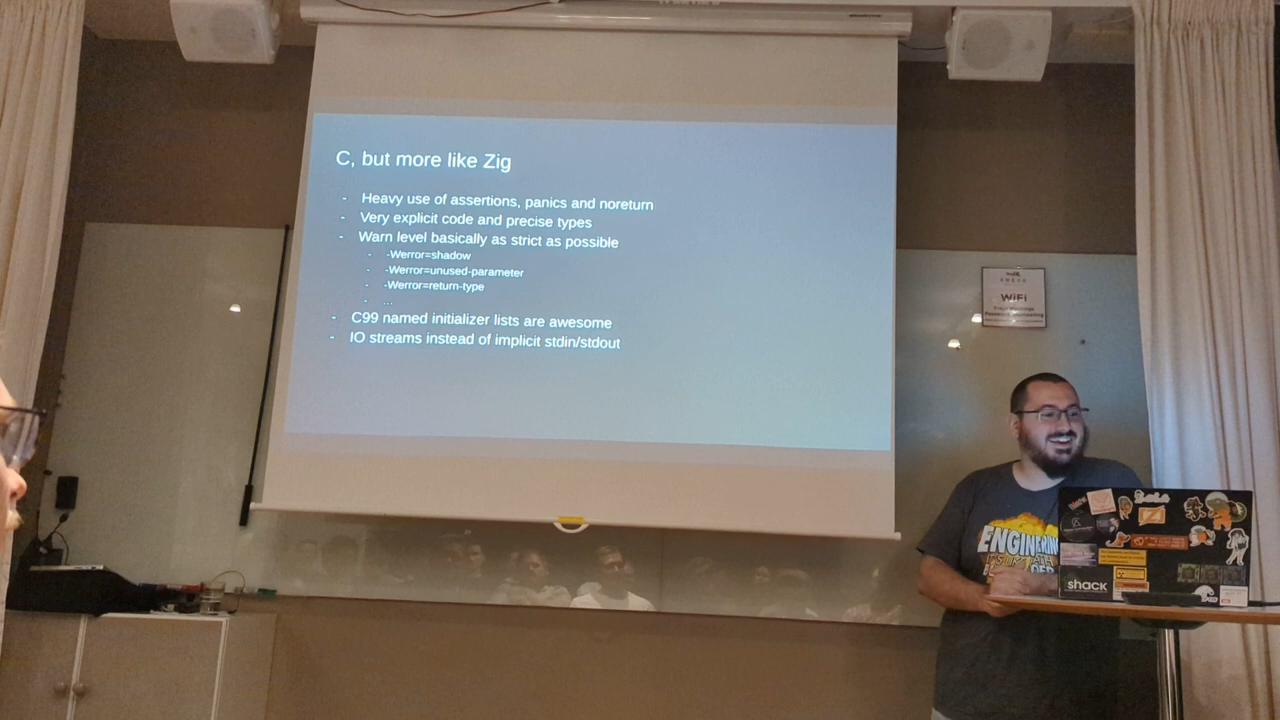 C, but more like Zig
- Heavy use of assertions, panics and noreturn
- Very explicit code and precise types
- Warn level basically as strict as possible
- -Werror=shadow
- -Werror=unused-parameter
- -Werror=return-type
- ...
- C99 named initializer lists are awesome
- IO streams instead of implicit stdin/stdout
WiFi
ENGINEERING
shack